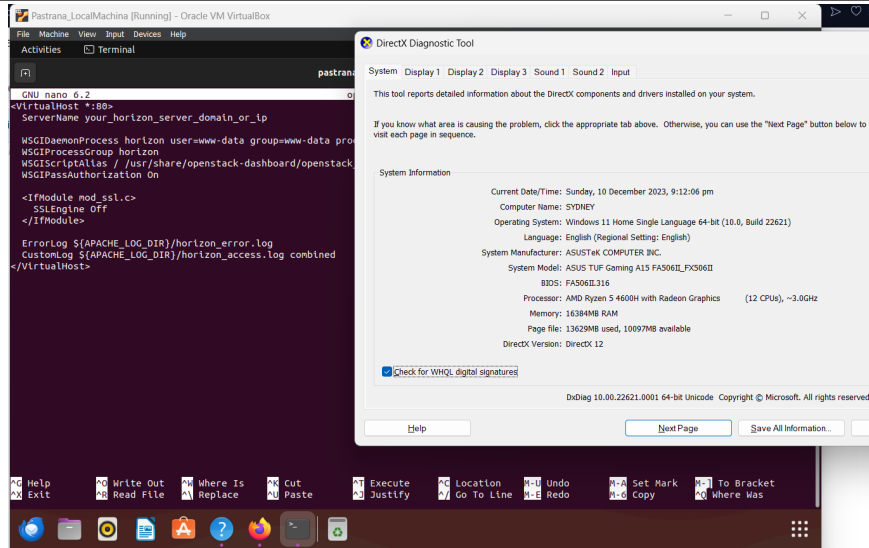 Pastrana_LocalMachina [Running] - Oracle VM VirtualBox
File Machine View Input Devices Help
Activities Terminal
pastrana
GNU nano 6.2
<VirtualHost *:80>
ServerName your_horizon_server_domain_or_ip
WSGIDaemonProcess horizon user=www-data group=www-data
WSGIProcessGroup horizon
WSGIScriptAlias / /usr/share/openstack-dashboard/openstack_
WSGIPassAuthorization On
<IfModule mod_ssl.c>
SSLEngine Off
</IfModule>
ErrorLog ${APACHE_LOG_DIR}/horizon_error.log
CustomLog ${APACHE_LOG_DIR}/horizon_access.log combined
</VirtualHost>
^G Help ^O Write Out ^W Where Is ^K Cut ^T Execute ^C Location M-U Undo M-A Set Mark M-] To Bracket
^X Exit ^R Read File ^\ Replace ^U Paste ^J Justify ^/ Go To Line M-E Redo M-6 Copy ^Q Where Was
DirectX Diagnostic Tool
System Display 1 Display 2 Display 3 Sound 1 Sound 2 Input
This tool reports detailed information about the DirectX components and drivers installed on your system.
If you know what area is causing the problem, click the appropriate tab above. Otherwise, you can use the "Next Page" button below to
visit each page in sequence.
System Information
Current Date/Time: Sunday, 10 December 2023, 9:12:06 pm
Computer Name: SYDNEY
Operating System: Windows 11 Home Single Language 64-bit (10.0, Build 22621)
Language: English (Regional Setting: English)
System Manufacturer: ASUSTeK COMPUTER INC.
System Model: ASUS TUF Gaming A15 FA506II_FX506II
BIOS: FA506II.316
Processor: AMD Ryzen 5 4600H with Radeon Graphics (12 CPUs), ~3.0GHz
Memory: 16384MB RAM
Page file: 13629MB used, 10097MB available
DirectX Version: DirectX 12
Check for WHQL digital signatures
DxDiag 10.00.22621.0001 64-bit Unicode Copyright © Microsoft. All rights reserved
Help Next Page Save All Information...